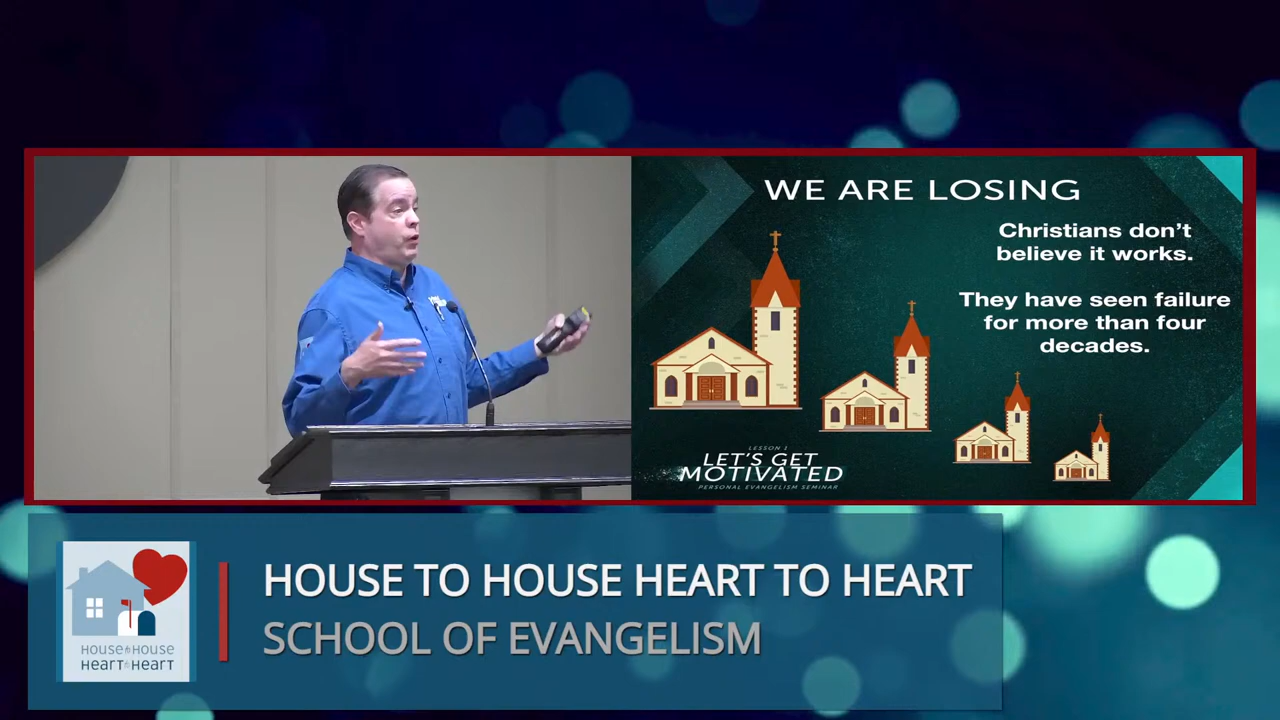 WE ARE LOSING
Christians don't
believe it works.
They have seen failure
for more than four
decades.
LESSON 1
LET'S GET
MOTIVATED
PERSONAL EVANGELISM SEMINAR
HOUSE TO HOUSE HEART TO HEART
SCHOOL OF EVANGELISM
HOUSE to HOUSE
HEART to HEART